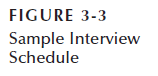 FIGURE 3-3
Sample Interview
Schedule